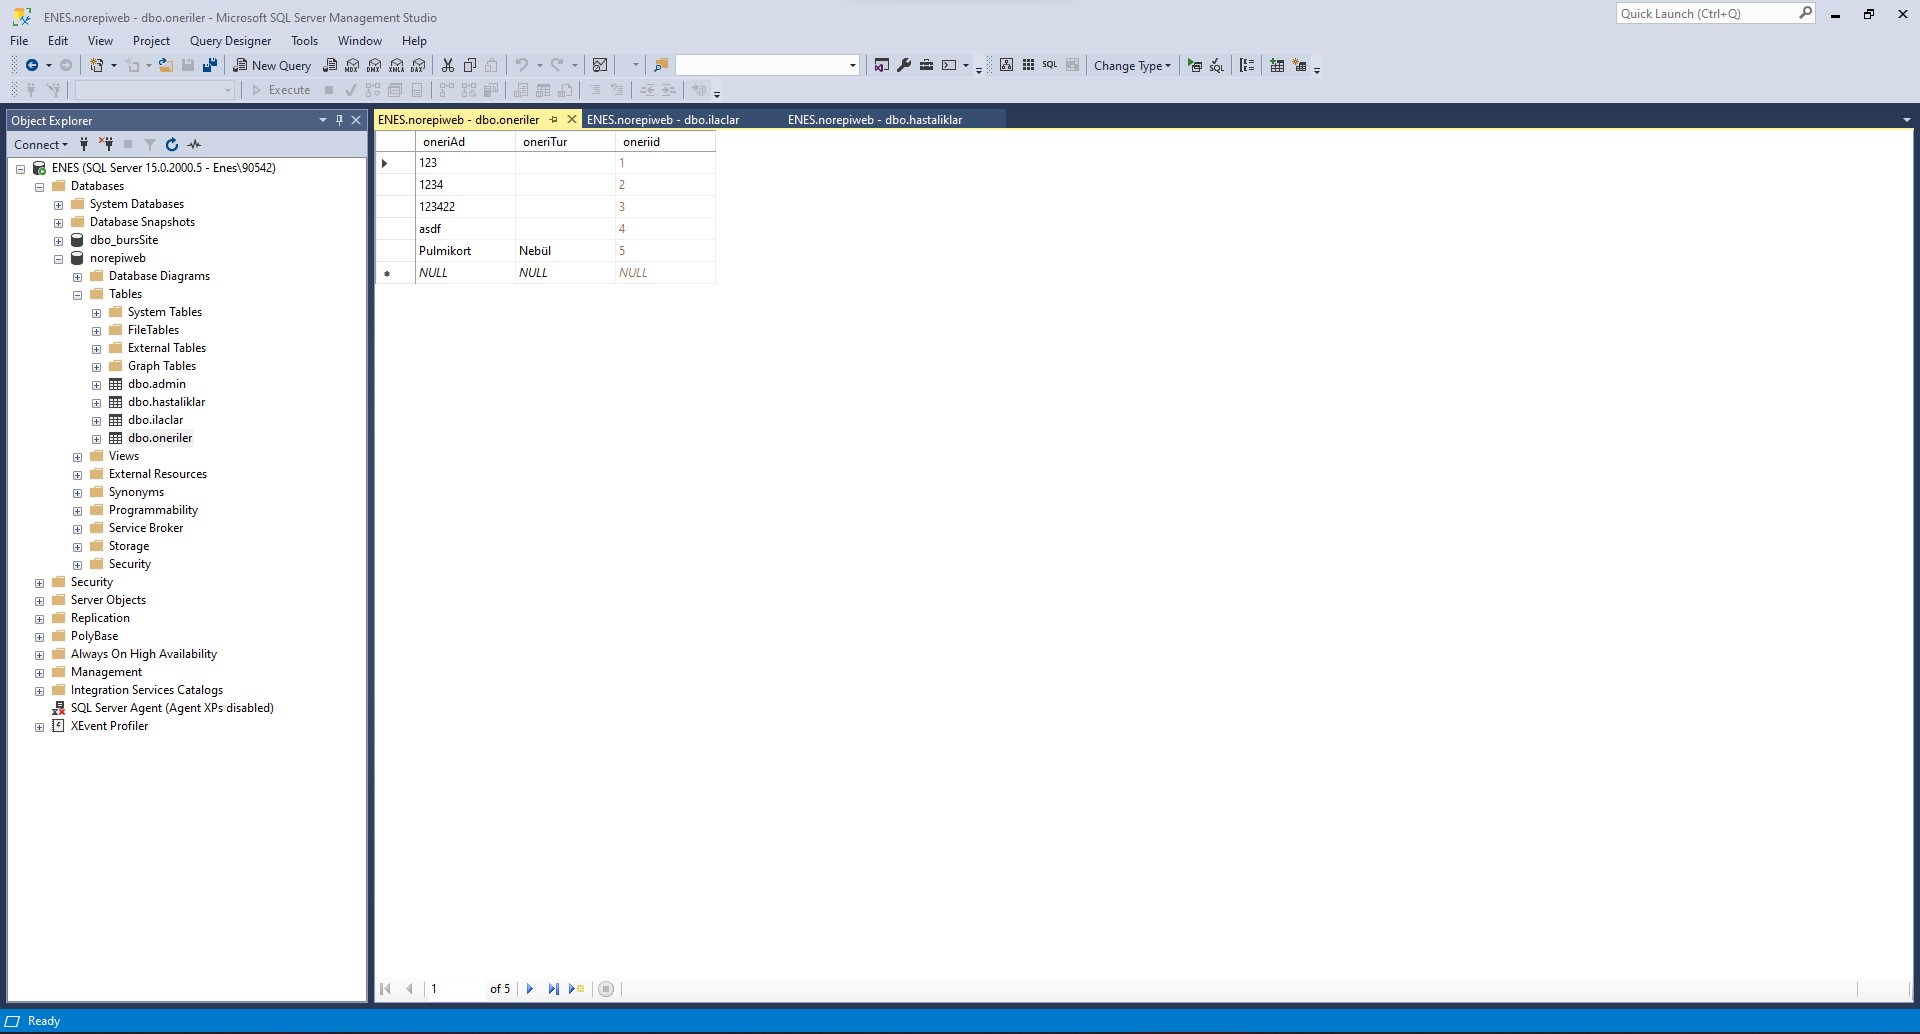 ENES.norepiweb - dbo.oneriler - Microsoft SQL Server Management Studio
Quick Launch (Ctrl+Q)
File Edit View Project Query Designer Tools Window Help
New Query MDX DMX XMLA DAX SQL Change Type SQL
Execute
Object Explorer
ENES.norepiweb - dbo.oneriler ENES.norepiweb - dbo.ilaclar ENES.norepiweb - dbo.hastaliklar
Connect
ENES (SQL Server 15.0.2000.5 - Enes\90542)
Databases
System Databases
Database Snapshots
dbo_bursSite
norepiweb
Database Diagrams
Tables
System Tables
FileTables
External Tables
Graph Tables
dbo.admin
dbo.hastaliklar
dbo.ilaclar
dbo.oneriler
Views
External Resources
Synonyms
Programmability
Service Broker
Storage
Security
Security
Server Objects
Replication
PolyBase
Always On High Availability
Management
Integration Services Catalogs
SQL Server Agent (Agent XPs disabled)
XEvent Profiler
oneriAd oneriTur oneriid
123 1
1234 2
123422 3
asdf 4
Pulmikort Nebül 5
NULL NULL NULL
1 of 5
Ready